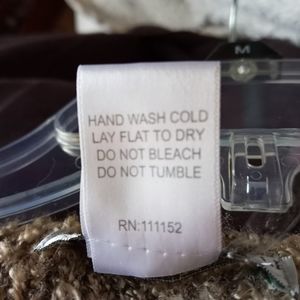 M
HAND WASH COLD
LAY FLAT TO DRY
DO NOT BLEACH
DO NOT TUMBLE
RN:111152